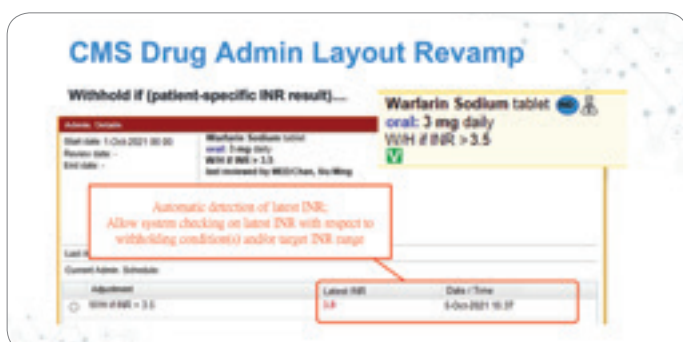 CMS Drug Admin Layout Revamp
Withhold if (patient-specific INR result)....
Warfarin Sodium tablet
oral: 3 mg daily
W/H if INR > 3.5
V
Admin. Details
Start date: 1-Oct-2021 00:00
Review date: -
End date: -
Warfarin Sodium tablet
oral: 3 mg daily
W/H if INR > 3.5
last reviewed by
Automatic detection of latest INR;
Allow system checking on latest INR with respect to
withholding condition(s) and/or target INR range
Current Admin. Schedule:
Adjustment
Latest INR
Date / Time
W/H if INR > 3.5
5-Oct-2021